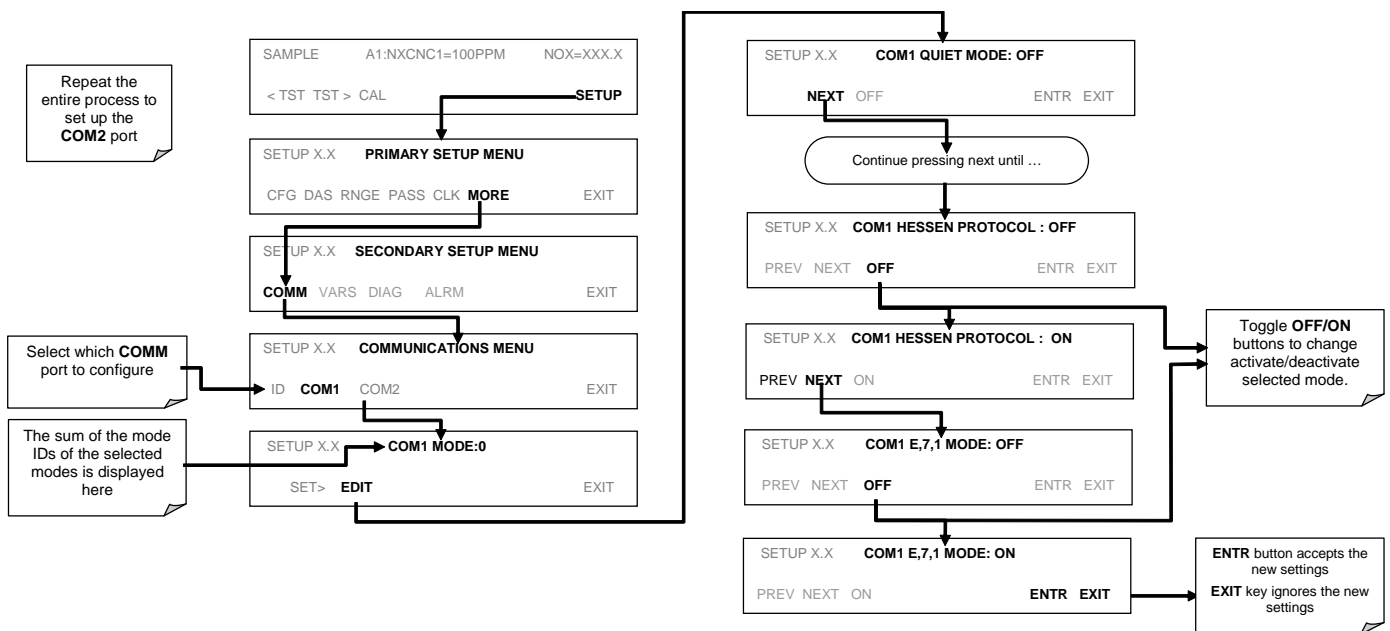 Repeat the
entire process to
set up the
COM2 port
SAMPLE A1:NXCNC1=100PPM NOX=XXX.X
< TST TST > CAL SETUP
SETUP X.X PRIMARY SETUP MENU
CFG DAS RNGE PASS CLK MORE EXIT
SETUP X.X SECONDARY SETUP MENU
COMM VARS DIAG ALRM EXIT
Select which COMM
port to configure
SETUP X.X COMMUNICATIONS MENU
ID COM1 COM2 EXIT
The sum of the mode
IDs of the selected
modes is displayed
here
SETUP X.X COM1 MODE:0
SET> EDIT EXIT
SETUP X.X COM1 QUIET MODE: OFF
NEXT OFF ENTR EXIT
Continue pressing next until …
SETUP X.X COM1 HESSEN PROTOCOL : OFF
PREV NEXT OFF ENTR EXIT
SETUP X.X COM1 HESSEN PROTOCOL : ON
PREV NEXT ON ENTR EXIT
Toggle OFF/ON
buttons to change
activate/deactivate
selected mode.
SETUP X.X COM1 E,7,1 MODE: OFF
PREV NEXT OFF ENTR EXIT
SETUP X.X COM1 E,7,1 MODE: ON
PREV NEXT ON ENTR EXIT
ENTR button accepts the
new settings
EXIT key ignores the new
settings